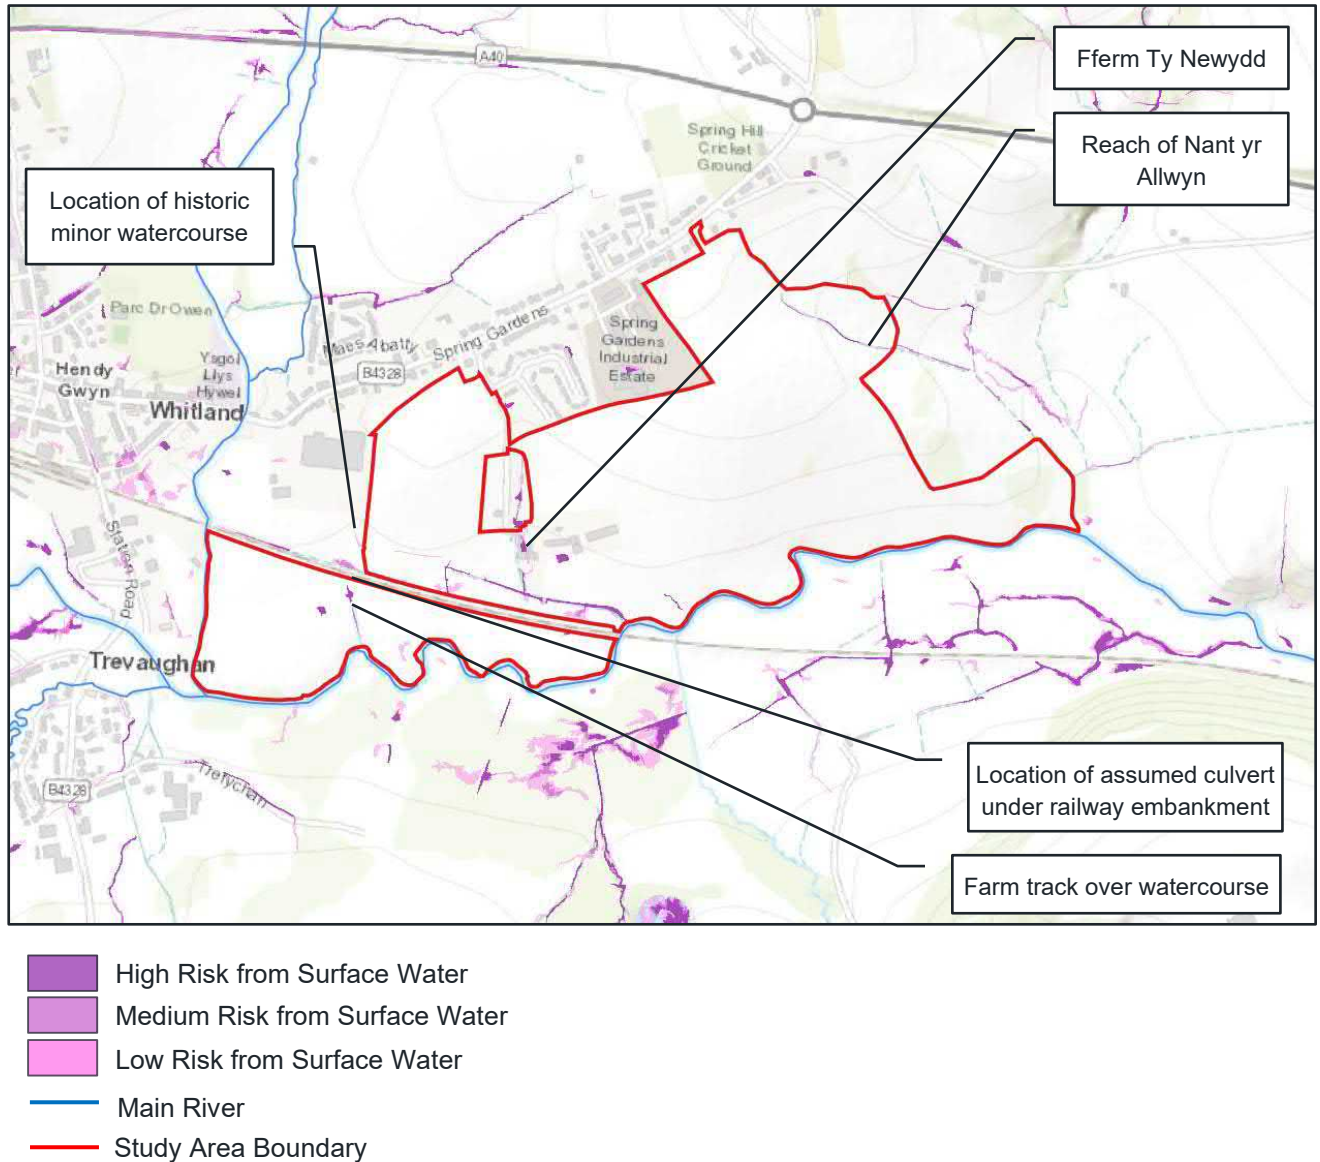 A40
Fferm Ty Newydd
Spring Hill
Cricket
Ground
Reach of Nant yr
Allwyn
Location of historic
minor watercourse
Parc Dr Owen
Maes Abatty
Spring Gardens
B4328
Spring
Gardens
Industrial
Estate
Ysgol
Llys
Hywel
Hendy
Gwyn
Whitland
Station Road
Trevaughan
B4328
Trefychan
Location of assumed culvert
under railway embankment
Farm track over watercourse
High Risk from Surface Water
Medium Risk from Surface Water
Low Risk from Surface Water
Main River
Study Area Boundary